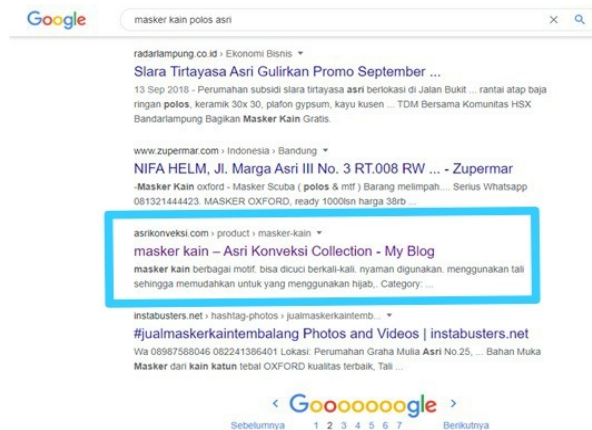 Google
masker kain polos asri
radarlampung.co.id › Ekonomi Bisnis
Slara Tirtayasa Asri Gulirkan Promo September ...
13 Sep 2018 - Perumahan subsidi slara tirtayasa asri berlokasi di Jalan Bukit ... rantai atap baja
ringan polos, keramik 30x 30, plafon gypsum, kayu kusen ... TDM Bersama Komunitas HSX
Bandarlampung Bagikan Masker Kain Gratis.
www.zupermar.com › Indonesia › Bandung
NIFA HELM, Jl. Marga Asri III No. 3 RT.008 RW ... - Zupermar
-Masker Kain oxford - Masker Scuba ( polos & mtf ) Barang melimpah.... Serius Whatsapp
081321444423. MASKER OXFORD, ready 1000lsn harga 38rb ...
asrikonveksi.com › product › masker-kain
masker kain – Asri Konveksi Collection - My Blog
masker kain berbagai motif. bisa dicuci berkali-kali. nyaman digunakan. menggunakan tali
sehingga memudahkan untuk yang menggunakan hijab,. Category: ...
instabusters.net › hashtag-photos › jualmaskerkaintemb...
#jualmaskerkaintembalang Photos and Videos | instabusters.net
Wa 08987588046 082241386401 Lokasi: Perumahan Graha Mulia Asri No.25, ... Bahan Muka
Masker dari kain katun tebal OXFORD kualitas terbaik, Tali ...
< Goooooooogle >
Sebelumnya 1 2 3 4 5 6 7 Berikutnya